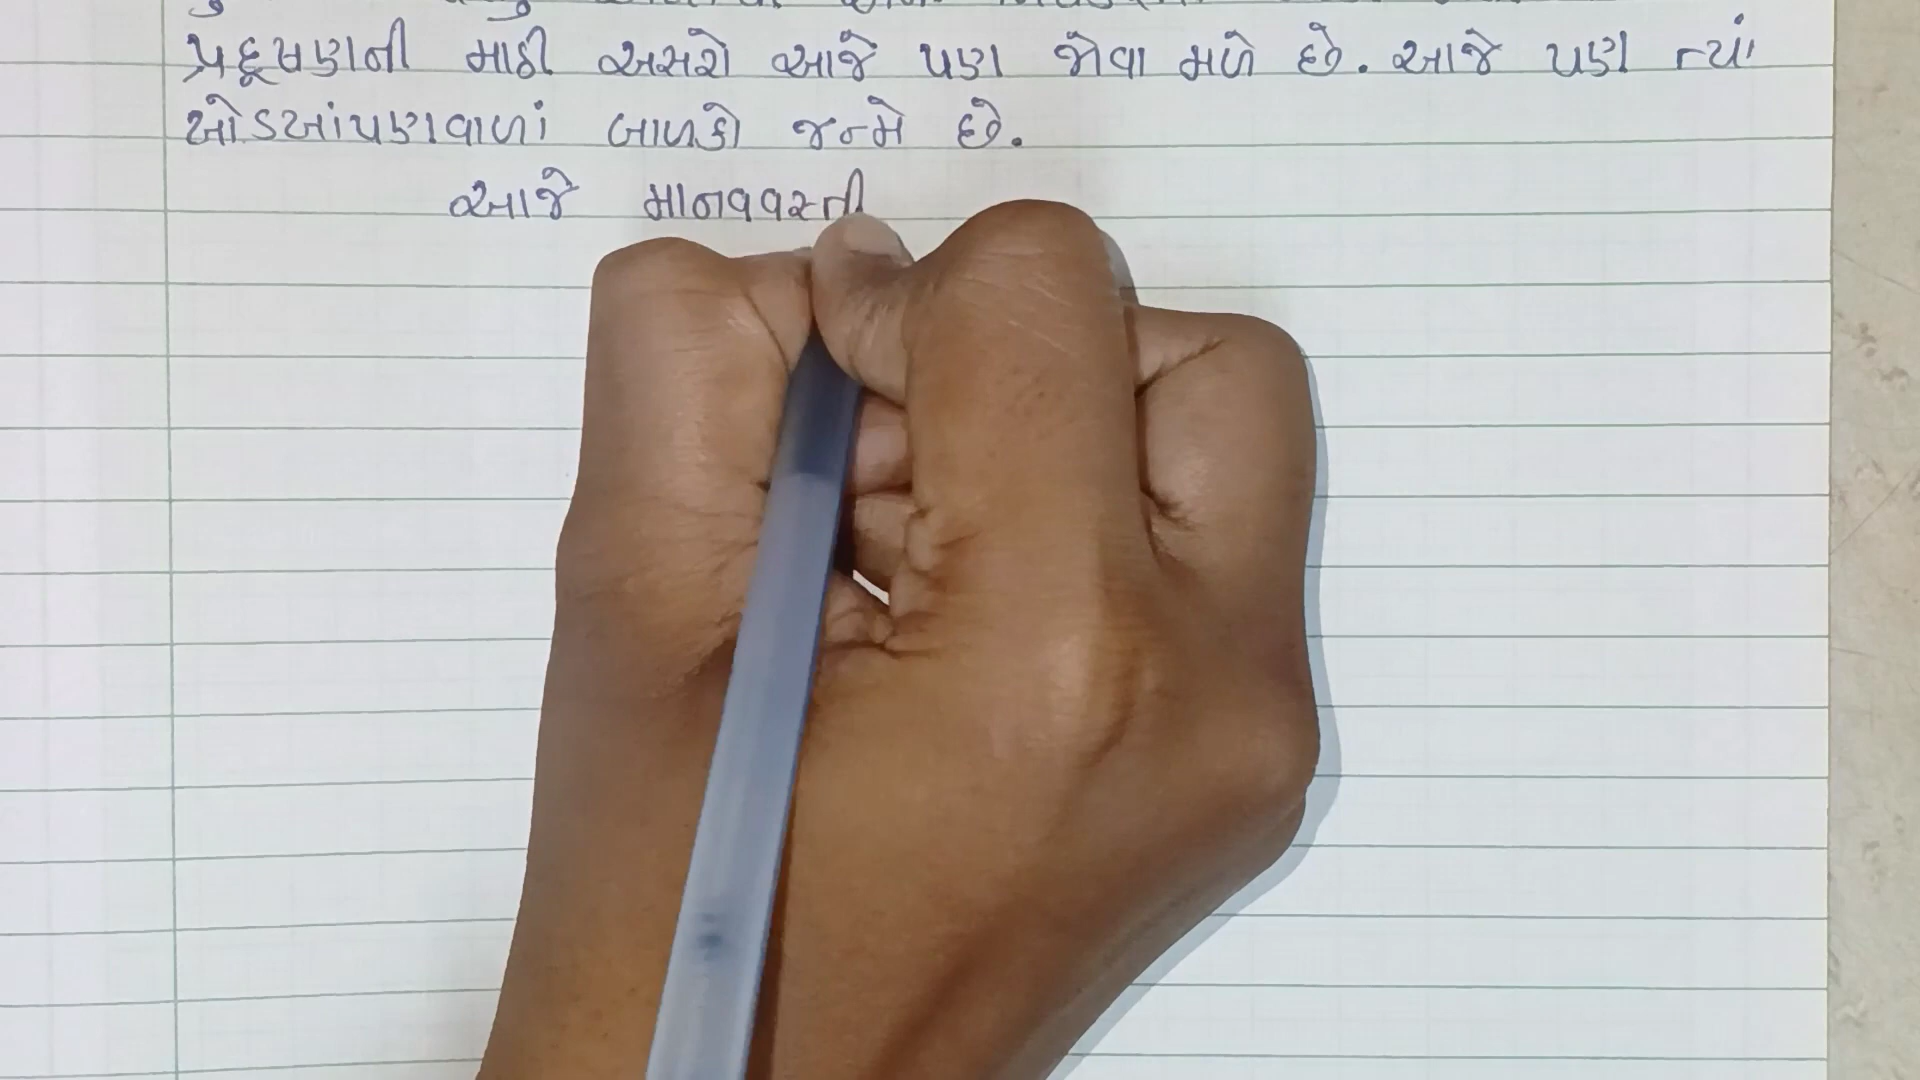 પ્રદૂષણની માઠી અસરો આજે પણ જોવા મળે છે. આજે પણ ત્યાં
ખોડખાંપણવાળાં બાળકો જન્મે છે.
આજે માનવવસ્તી